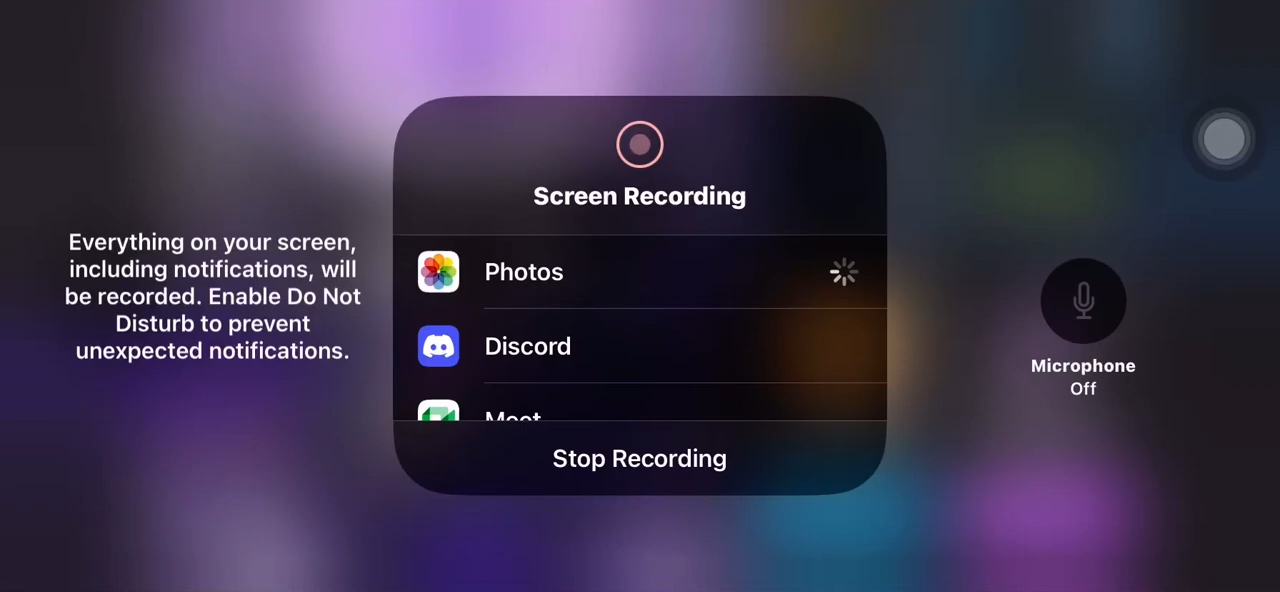 Everything on your screen,
including notifications, will
be recorded. Enable Do Not
Disturb to prevent
unexpected notifications.
Screen Recording
Photos
Discord
Meet
Stop Recording
Microphone
Off